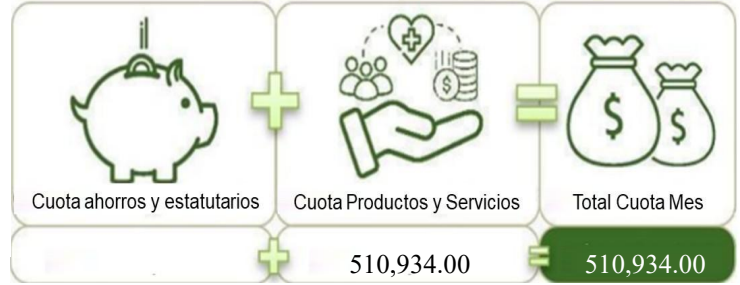 $
$ $
Cuota ahorros y estatutarios Cuota Productos y Servicios Total Cuota Mes
510,934.00 510,934.00